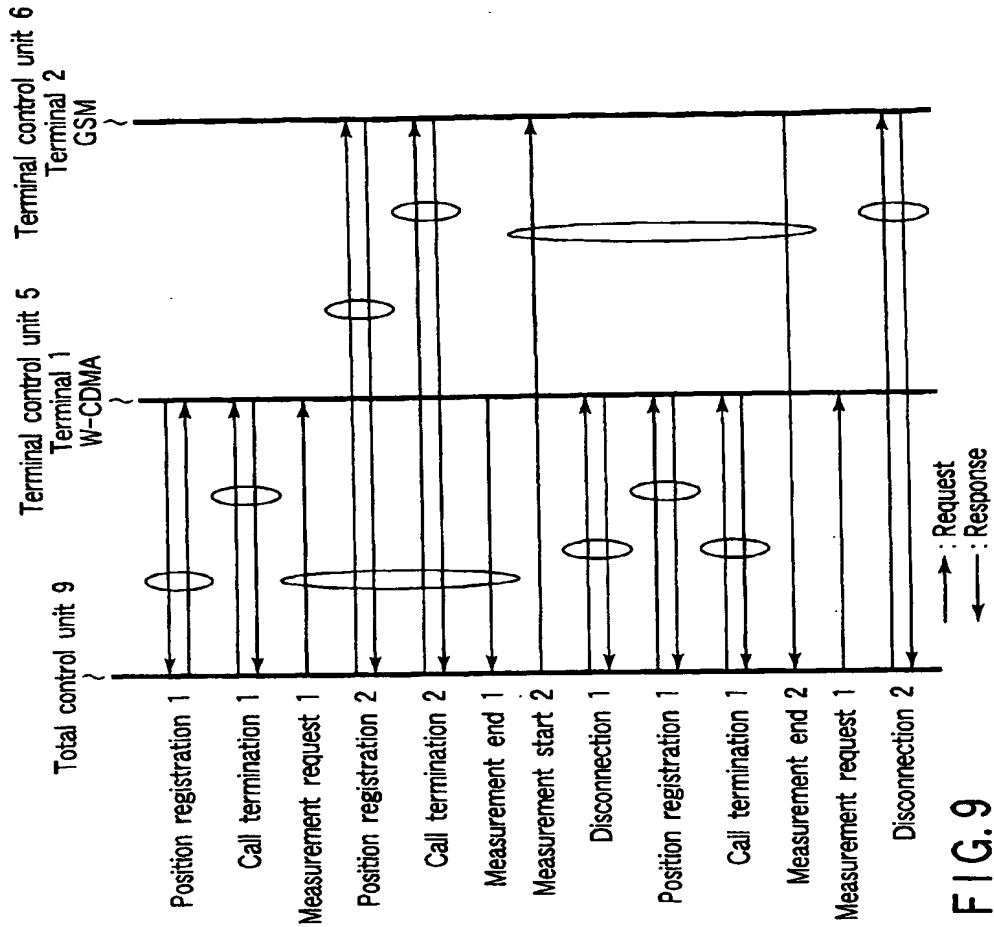 Total control unit 9
Terminal control unit 5
Terminal 1
W-CDMA
Terminal control unit 6
Terminal 2
GSM
Position registration 1
Call termination 1
Measurement request 1
Position registration 2
Call termination 2
Measurement end 1
Measurement start 2
Disconnection 1
Position registration 1
Call termination 1
Measurement end 2
Measurement request 1
Disconnection 2
: Request
: Response
FIG. 9